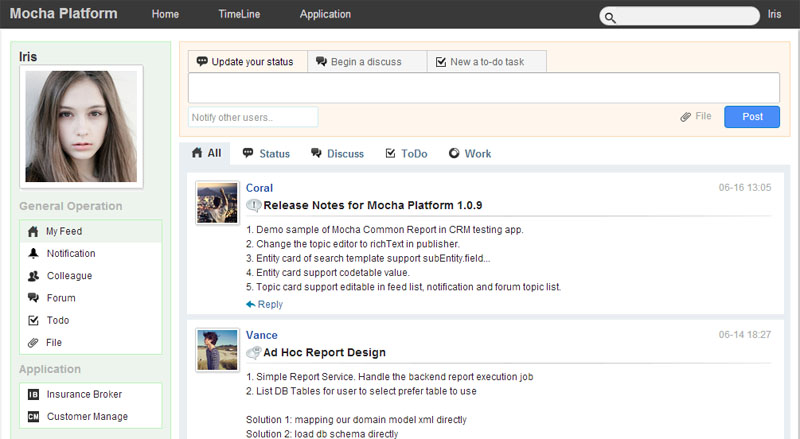 Mocha Platform Home TimeLine Application Iris
Iris
General Operation
My Feed
Notification
Colleague
Forum
Todo
File
Application
IB Insurance Broker
CM Customer Manage
Update your status Begin a discuss New a to-do task
Notify other users.. File Post
All Status Discuss ToDo Work
Coral 06-16 13:05
Release Notes for Mocha Platform 1.0.9
1. Demo sample of Mocha Common Report in CRM testing app.
2. Change the topic editor to richText in publisher.
3. Entity card of search template support subEntity.field...
4. Entity card support codetable value.
5. Topic card support editable in feed list, notification and forum topic list.
Reply
Vance 06-14 18:27
Ad Hoc Report Design
1. Simple Report Service. Handle the backend report execution job
2. List DB Tables for user to select prefer table to use
Solution 1: mapping our domain model xml directly
Solution 2: load db schema directly